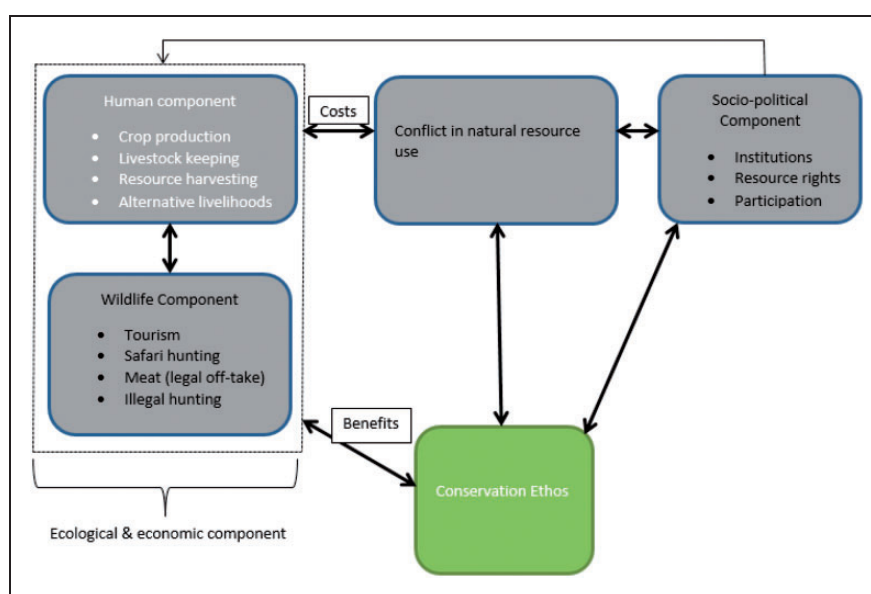 Human component
• Crop production
• Livestock keeping
• Resource harvesting
• Alternative livelihoods
Costs
Conflict in natural resource
use
Socio-political
Component
• Institutions
• Resource rights
• Participation
Wildlife Component
• Tourism
• Safari hunting
• Meat (legal off-take)
• Illegal hunting
Benefits
Conservation Ethos
Ecological & economic component